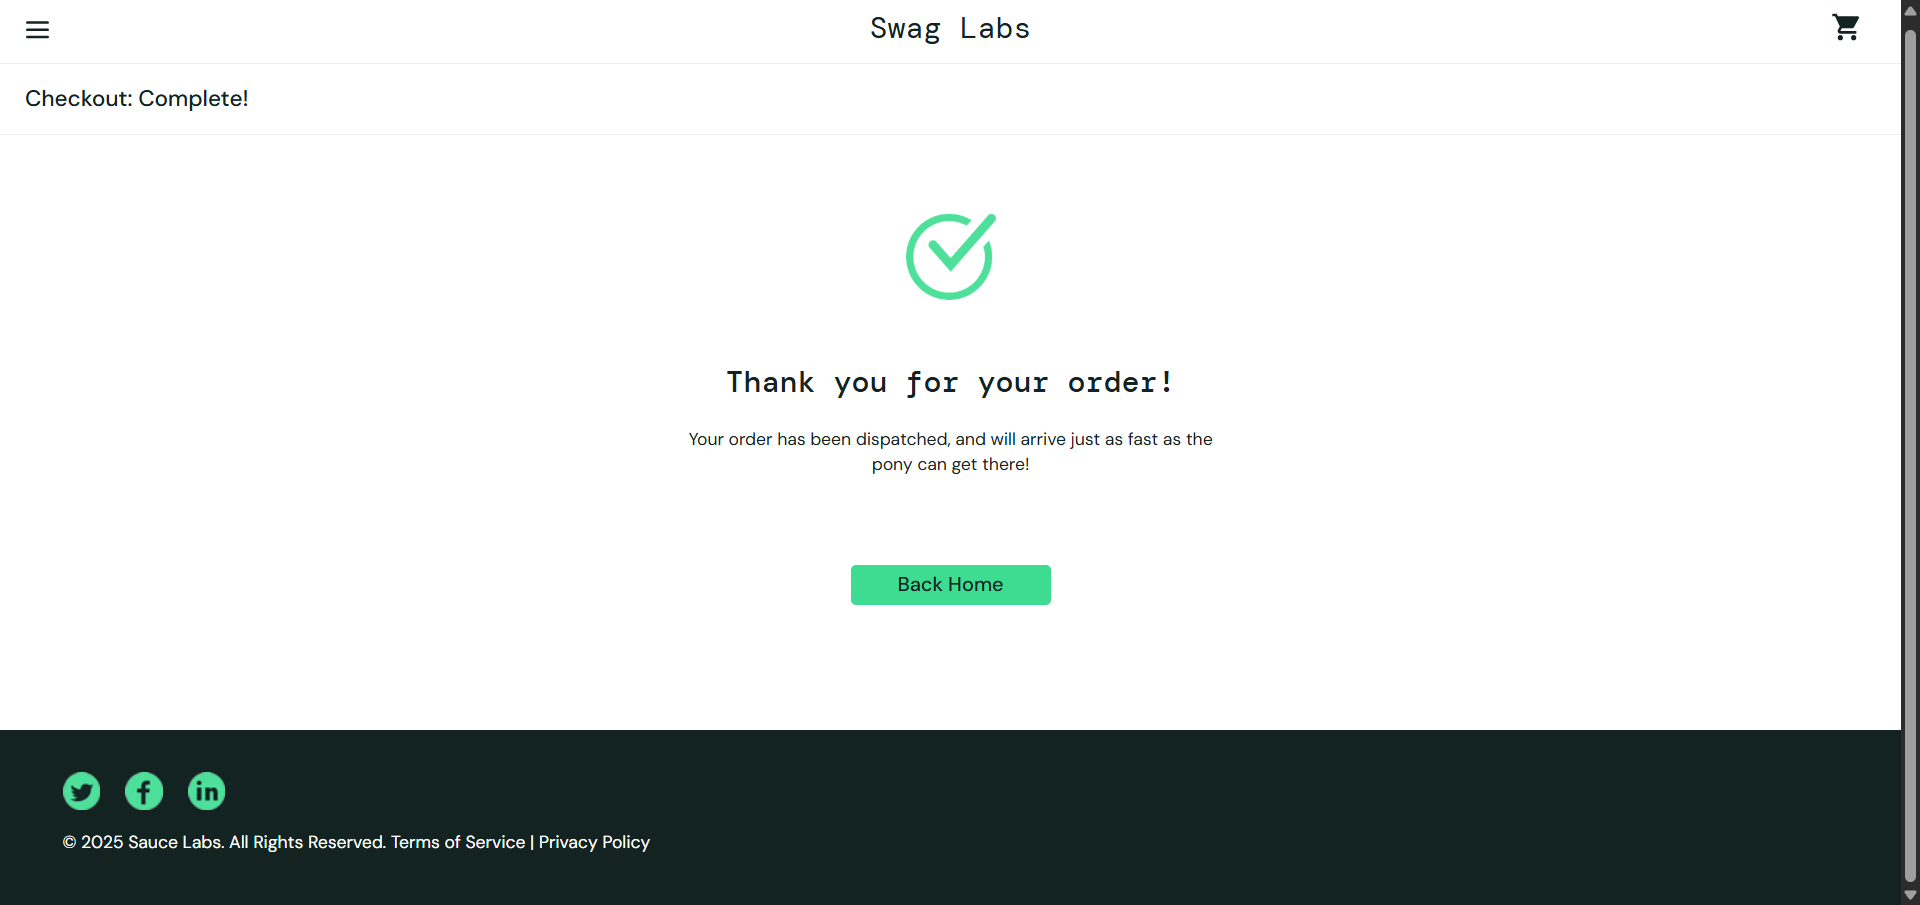 Swag Labs
Checkout: Complete!
Thank you for your order!
Your order has been dispatched, and will arrive just as fast as the
pony can get there!
Back Home
© 2025 Sauce Labs. All Rights Reserved. Terms of Service | Privacy Policy